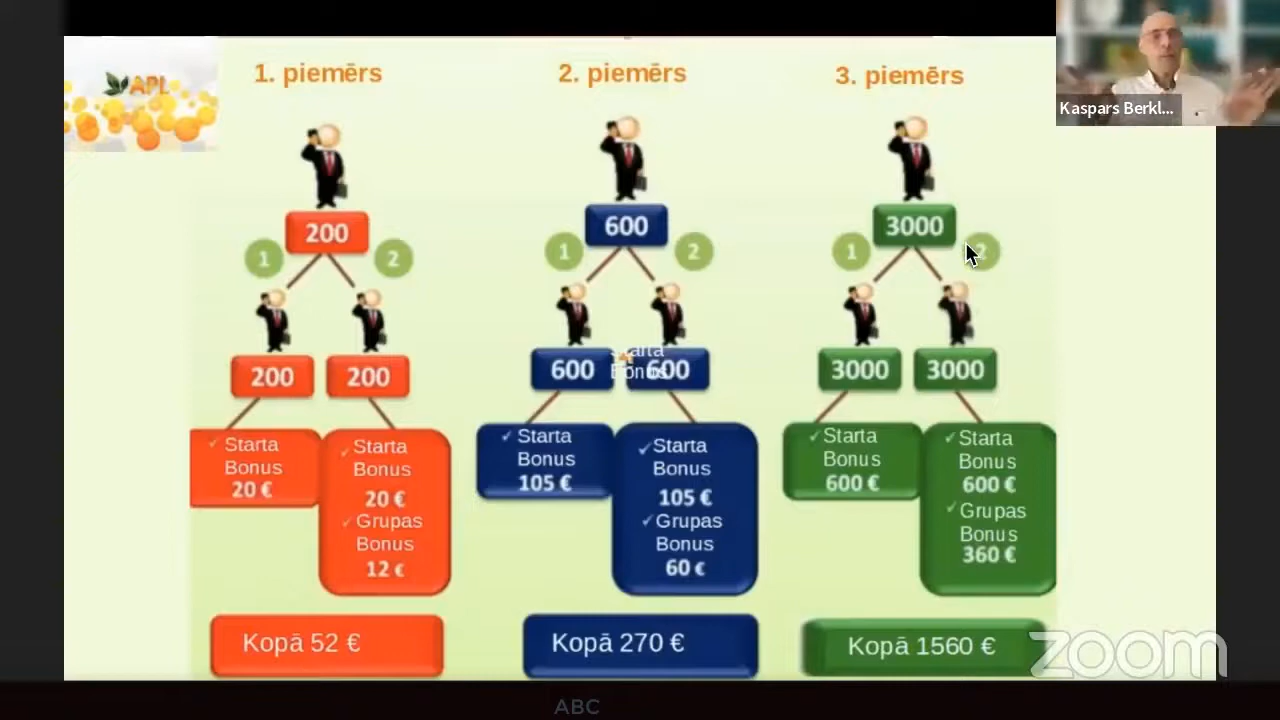 APL
1. piemērs
2. piemērs
3. piemērs
Kaspars Berkl...
200
600
3000
1
2
1
2
1
2
200
200
600
600
3000
3000
Starta
Bonus
✓ Starta
Bonus
20 €
✓ Starta
Bonus
20 €
✓ Grupas
Bonus
12 €
✓ Starta
Bonus
105 €
✓ Starta
Bonus
105 €
✓ Grupas
Bonus
60 €
✓ Starta
Bonus
600 €
✓ Starta
Bonus
600 €
✓ Grupas
Bonus
360 €
Kopā 52 €
Kopā 270 €
Kopā 1560 €
zoom
ABC